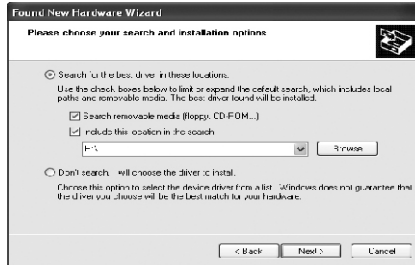 Found New Hardware Wizard
Please choose your search and installation options.
Search for the best driver in these locations.
Use the check boxes below to limit or expand the default search, which includes local
paths and removable media. The best driver found will be installed.
Search removable media (floppy, CD-ROM...)
Include this location in the search:
Browse
Don't search. I will choose the driver to install.
Choose this option to select the device driver from a list. Windows does not guarantee that
the driver you choose will be the best match for your hardware.
< Back
Next >
Cancel